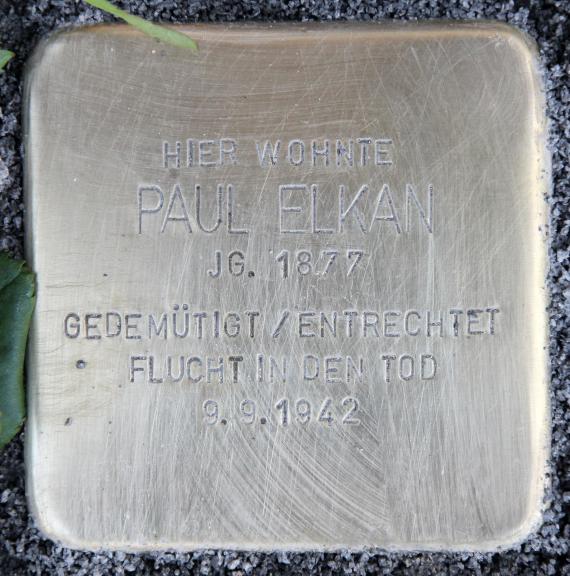 HIER WOHNTE
PAUL ELKAN
JG. 1877
GEDEMÜTIGT / ENTRECHTET
FLUCHT IN DEN TOD
9.9.1942